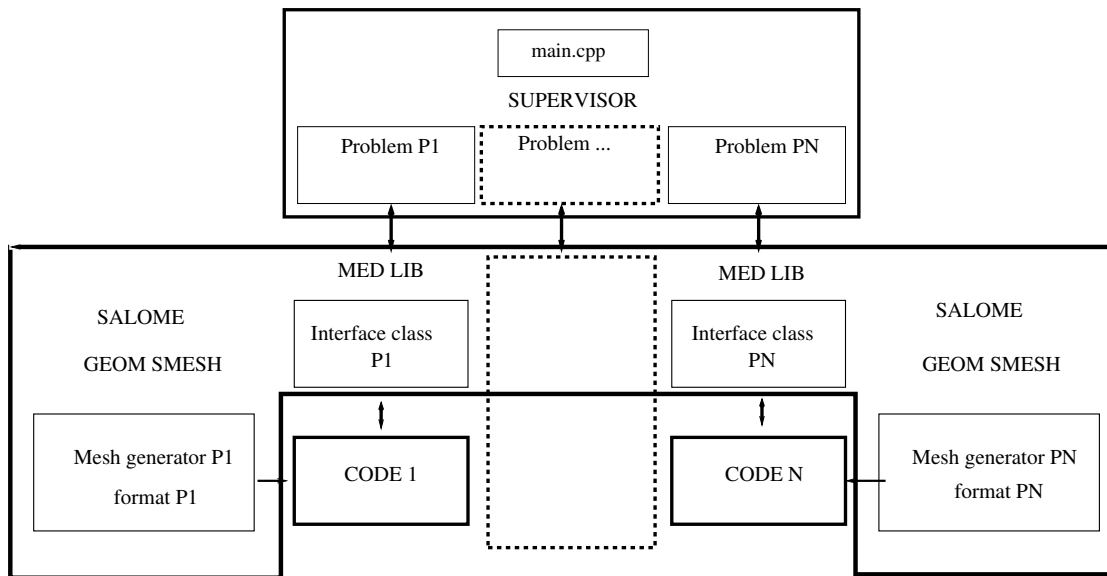 main.cpp
SUPERVISOR
Problem P1
Problem ...
Problem PN
MED LIB
MED LIB
SALOME
GEOM SMESH
Interface class
P1
Interface class
PN
SALOME
GEOM SMESH
Mesh generator P1
format P1
CODE 1
CODE N
Mesh generator PN
format PN